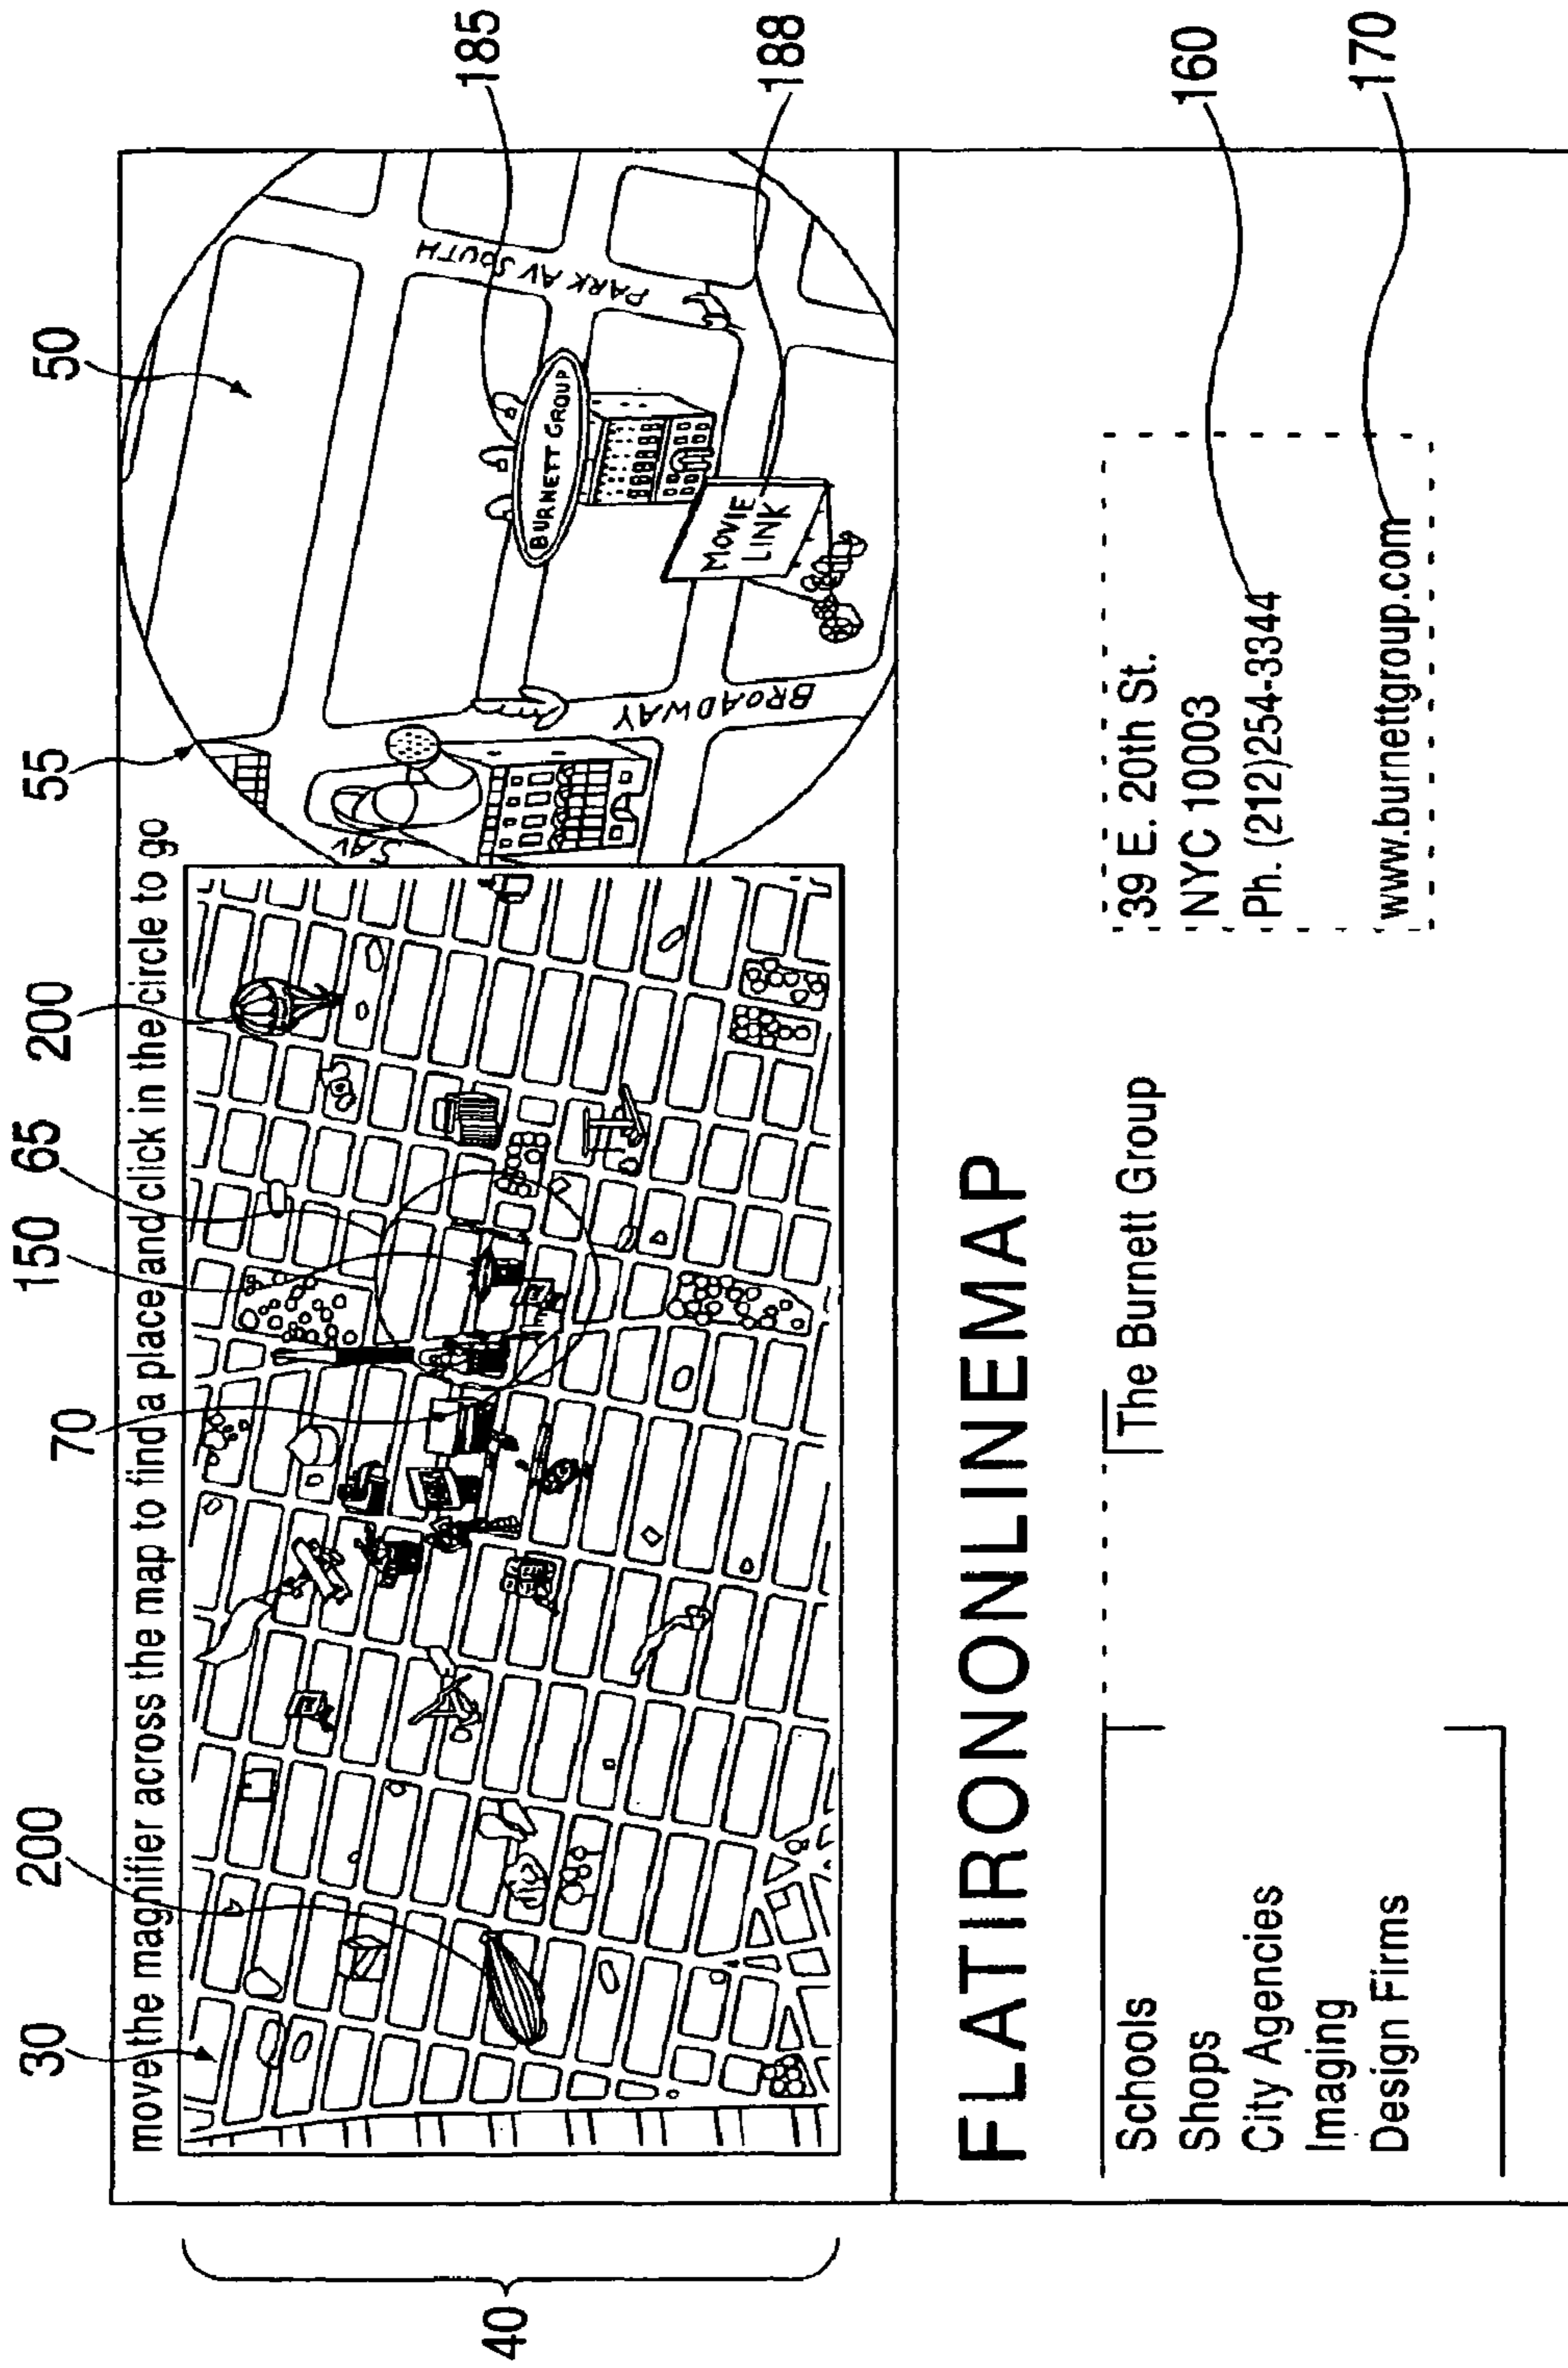 30
200
70
150
65
200
55
50
185
188
160
170
40
move the magnifier across the map to find a place and click in the circle to go
PARK AV SOUTH
BURNETT GROUP
MOVIE
LINK
BROADWAY
AV
FLATIRONONLINEMAP
Schools
Shops
City Agencies
Imaging
Design Firms
The Burnett Group
39 E. 20th St.
NYC 10003
Ph. (212)254-3344
www.burnettgroup.com